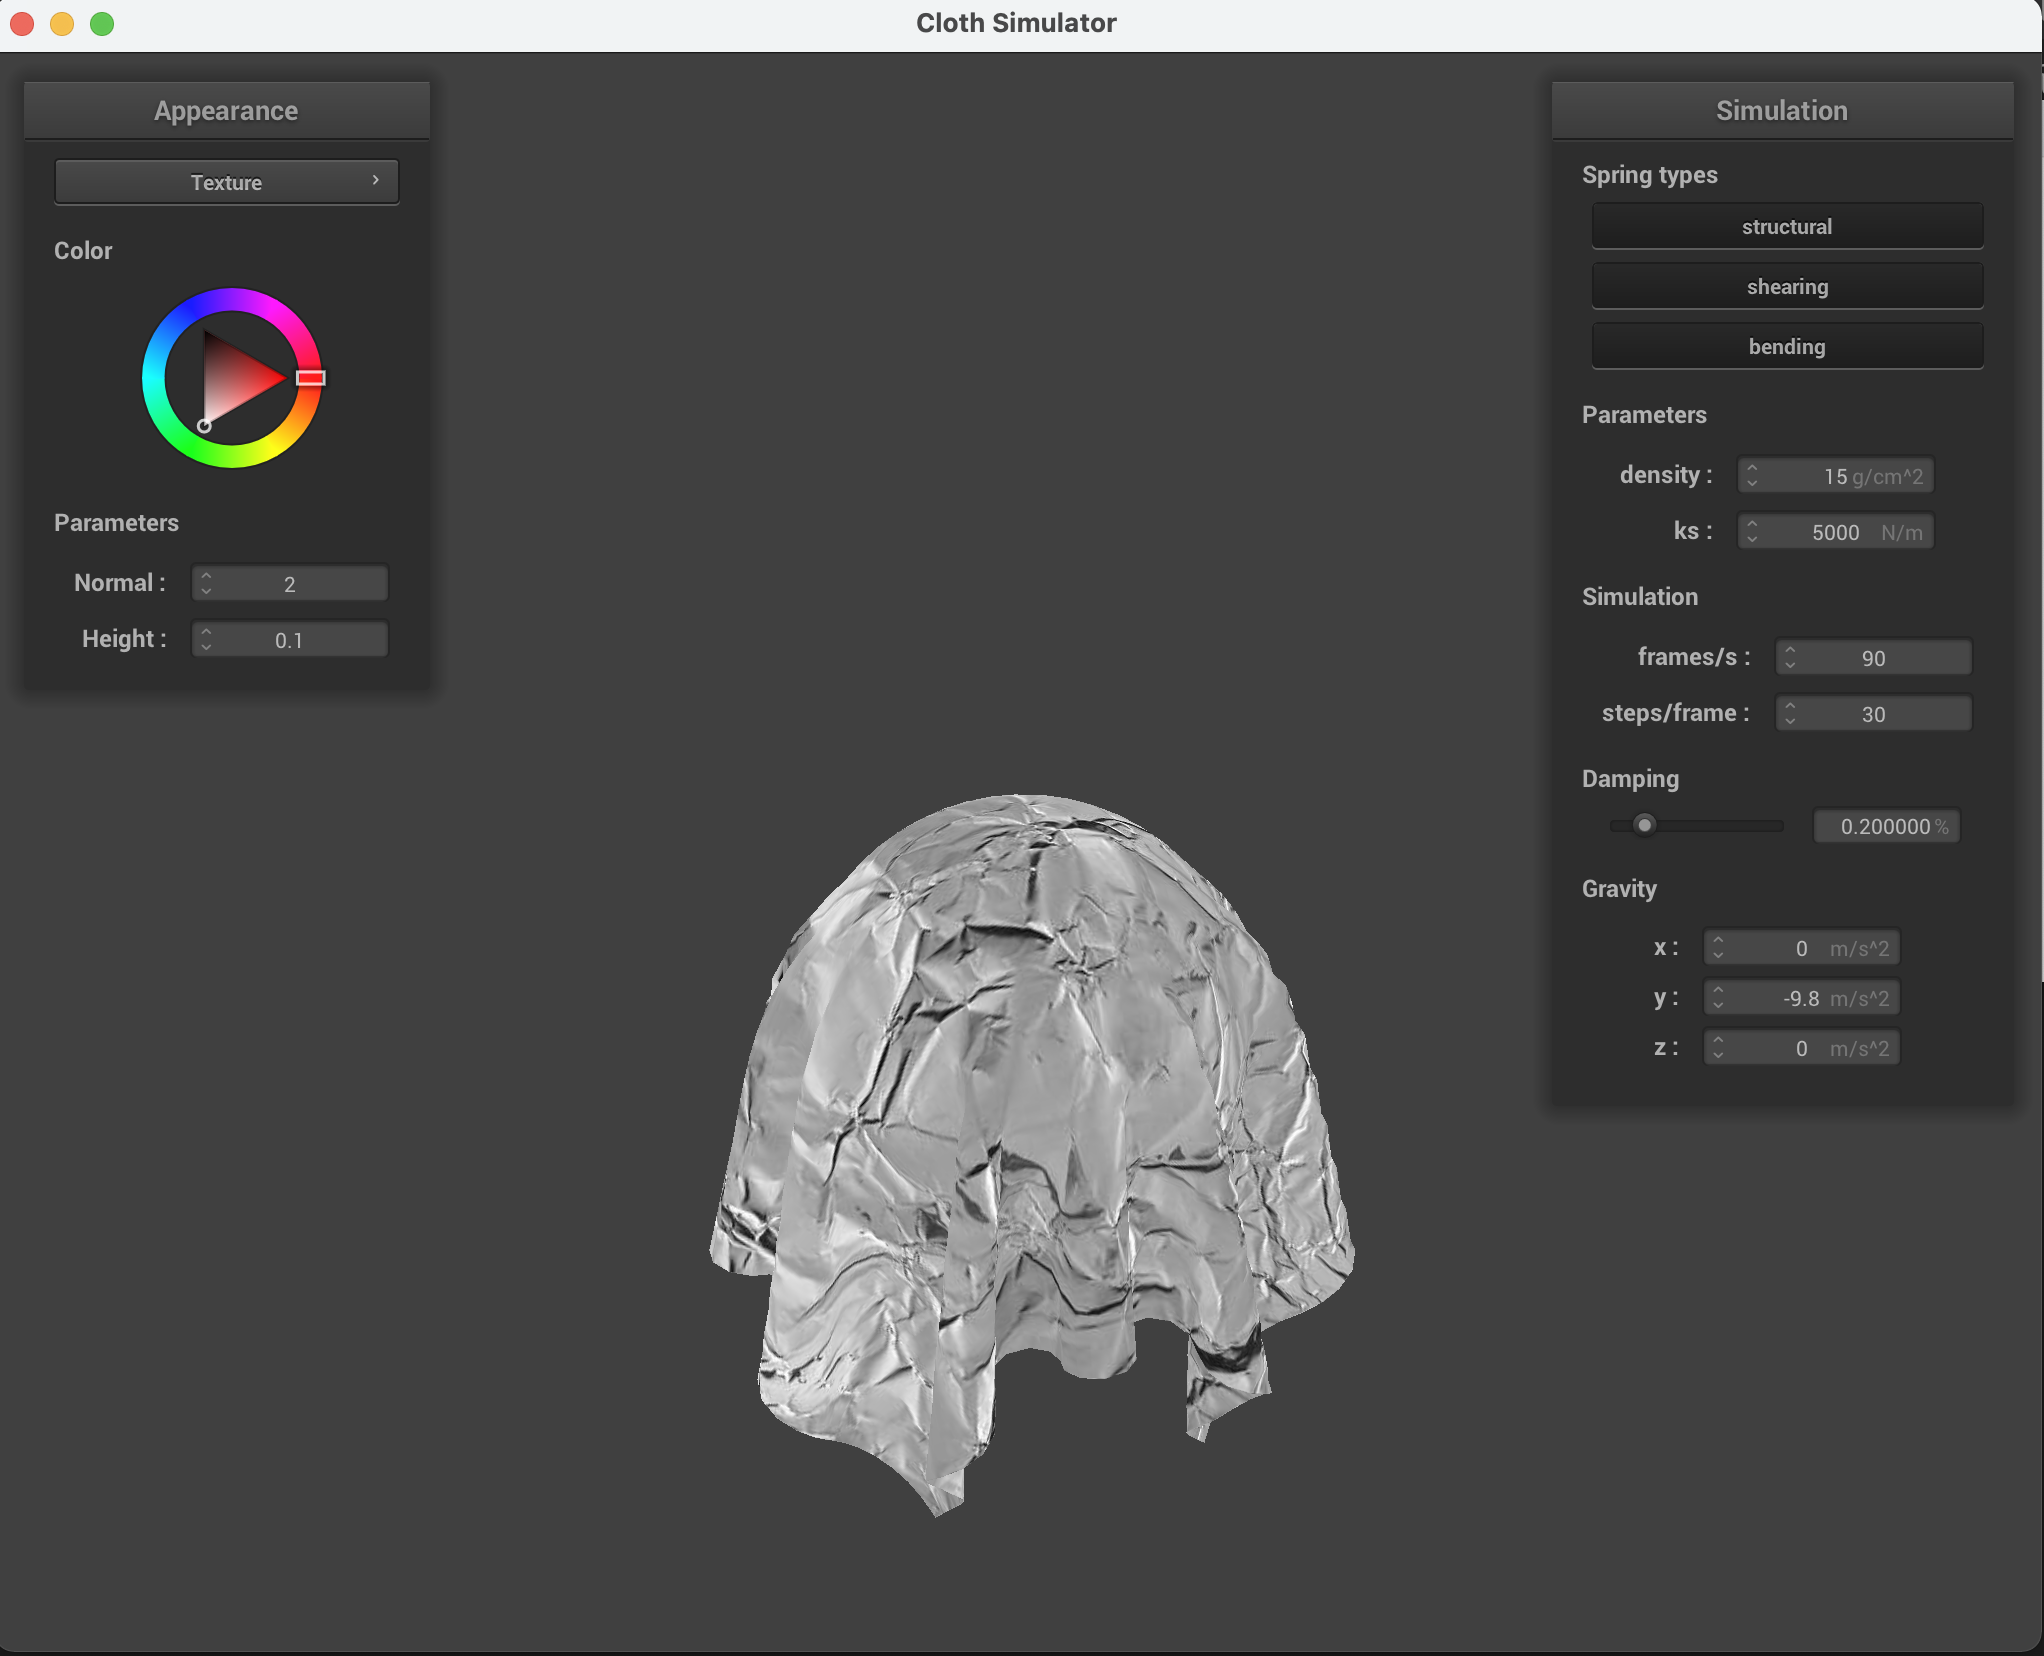 Cloth Simulator
Appearance
Texture
Color
Parameters
Normal : 2
Height : 0.1
Simulation
Spring types
structural
shearing
bending
Parameters
density : 15 g/cm^2
ks : 5000 N/m
Simulation
frames/s : 90
steps/frame : 30
Damping
0.200000 %
Gravity
x : 0 m/s^2
y : -9.8 m/s^2
z : 0 m/s^2